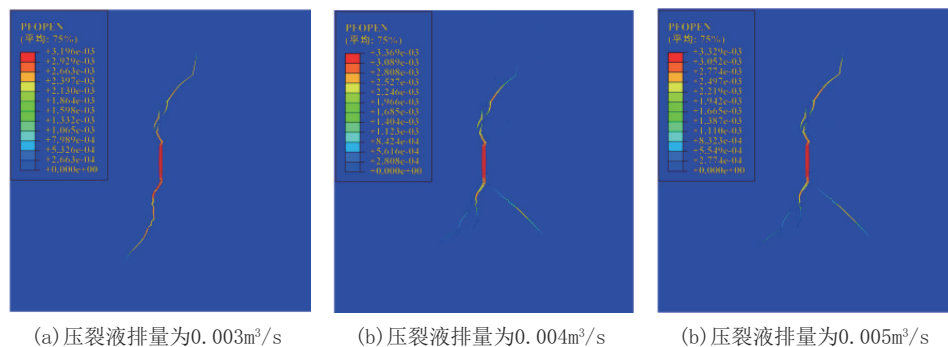 PFOPEN
(平均: 75%)
+3.196e-03
+2.929e-03
+2.663e-03
+2.397e-03
+2.130e-03
+1.864e-03
+1.598e-03
+1.332e-03
+1.065e-03
+7.989e-04
+5.326e-04
+2.663e-04
+0.000e+00
PFOPEN
(平均: 75%)
+3.369e-03
+3.089e-03
+2.808e-03
+2.527e-03
+2.246e-03
+1.966e-03
+1.685e-03
+1.404e-03
+1.123e-03
+8.424e-04
+5.616e-04
+2.808e-04
+0.000e+00
PFOPEN
(平均: 75%)
+3.329e-03
+3.052e-03
+2.774e-03
+2.497e-03
+2.219e-03
+1.942e-03
+1.665e-03
+1.387e-03
+1.110e-03
+8.323e-04
+5.549e-04
+2.774e-04
+0.000e+00
(a)压裂液排量为0.003m³/s
(b)压裂液排量为0.004m³/s
(b)压裂液排量为0.005m³/s